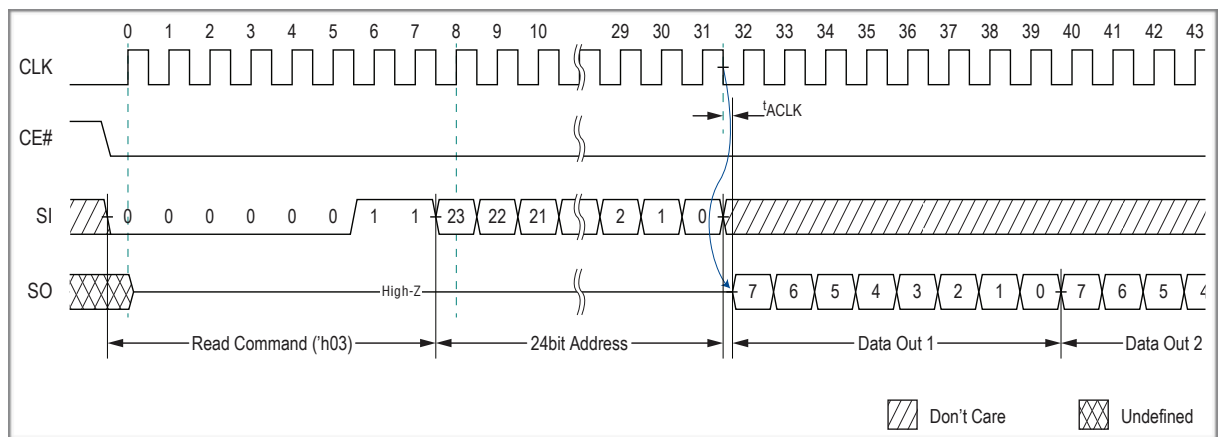 0 1 2 3 4 5 6 7 8 9 10 29 30 31 32 33 34 35 36 37 38 39 40 41 42 43
CLK
tACLK
CE#
SI 0 0 0 0 0 0 1 1 23 22 21 2 1 0
SO High-Z 7 6 5 4 3 2 1 0 7 6 5 4
Read Command ('h03) 24bit Address Data Out 1 Data Out 2
Don't Care Undefined